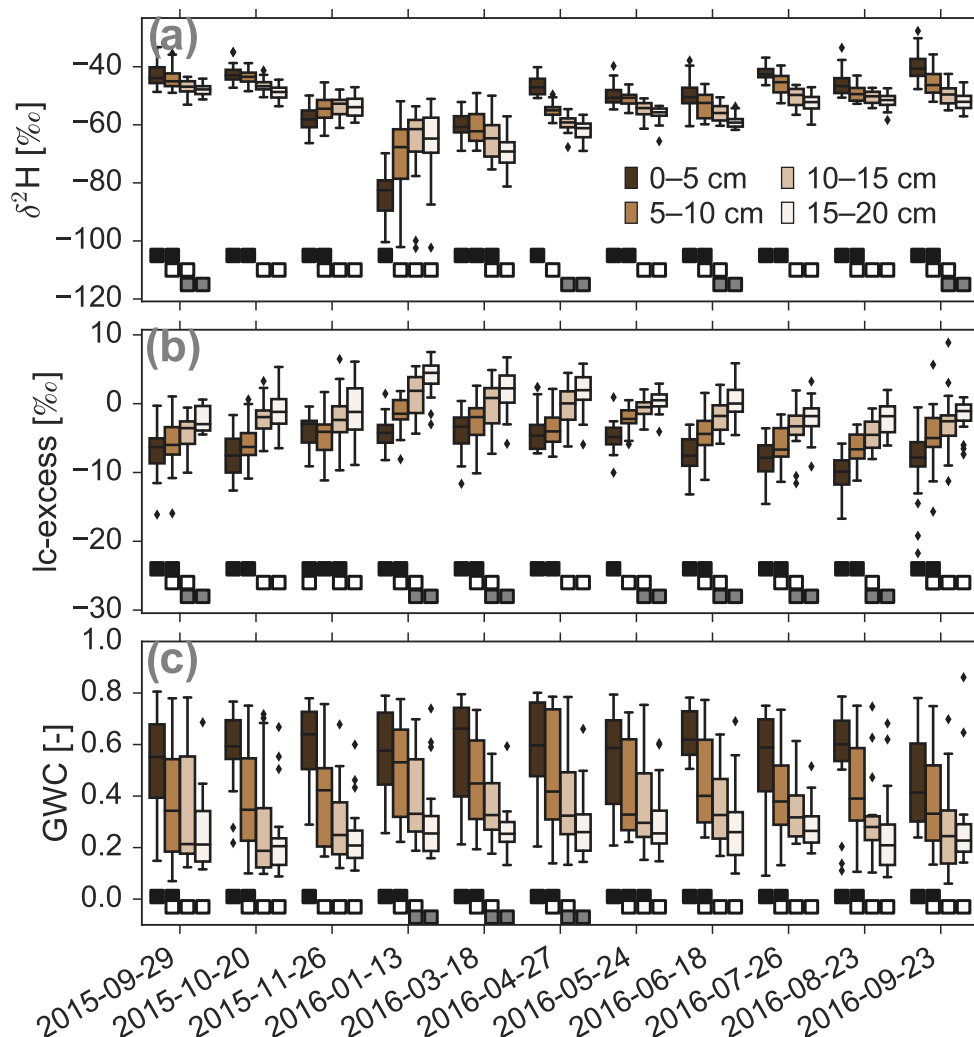 (a)
δ²H [‰]
−40
−60
−80
−100
−120
0–5 cm
10–15 cm
5–10 cm
15–20 cm
(b)
lc-excess [‰]
10
0
−10
−20
−30
(c)
GWC [-]
1.0
0.8
0.6
0.4
0.2
0.0
2015-09-29
2015-10-20
2015-11-26
2016-01-13
2016-03-18
2016-04-27
2016-05-24
2016-06-18
2016-07-26
2016-08-23
2016-09-23